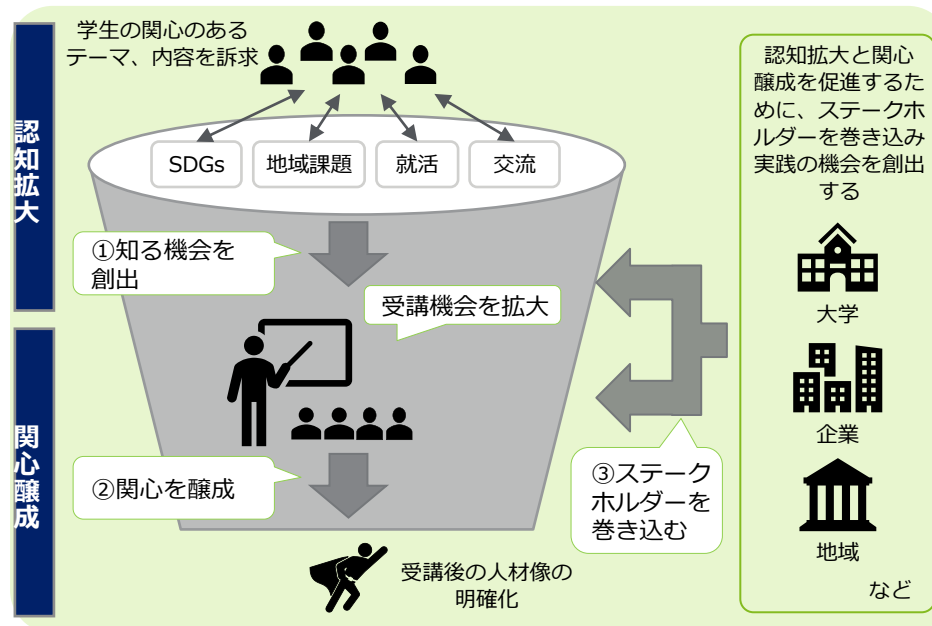 学生の関心のある
テーマ、内容を訴求
認知拡大
SDGs
地域課題
就活
交流
①知る機会を
創出
受講機会を拡大
関心醸成
②関心を醸成
③ステーク
ホルダーを
巻き込む
受講後の人材像の
明確化
認知拡大と関心
醸成を促進するた
めに、ステークホ
ルダーを巻き込み
実践の機会を創出
する
大学
企業
地域
など